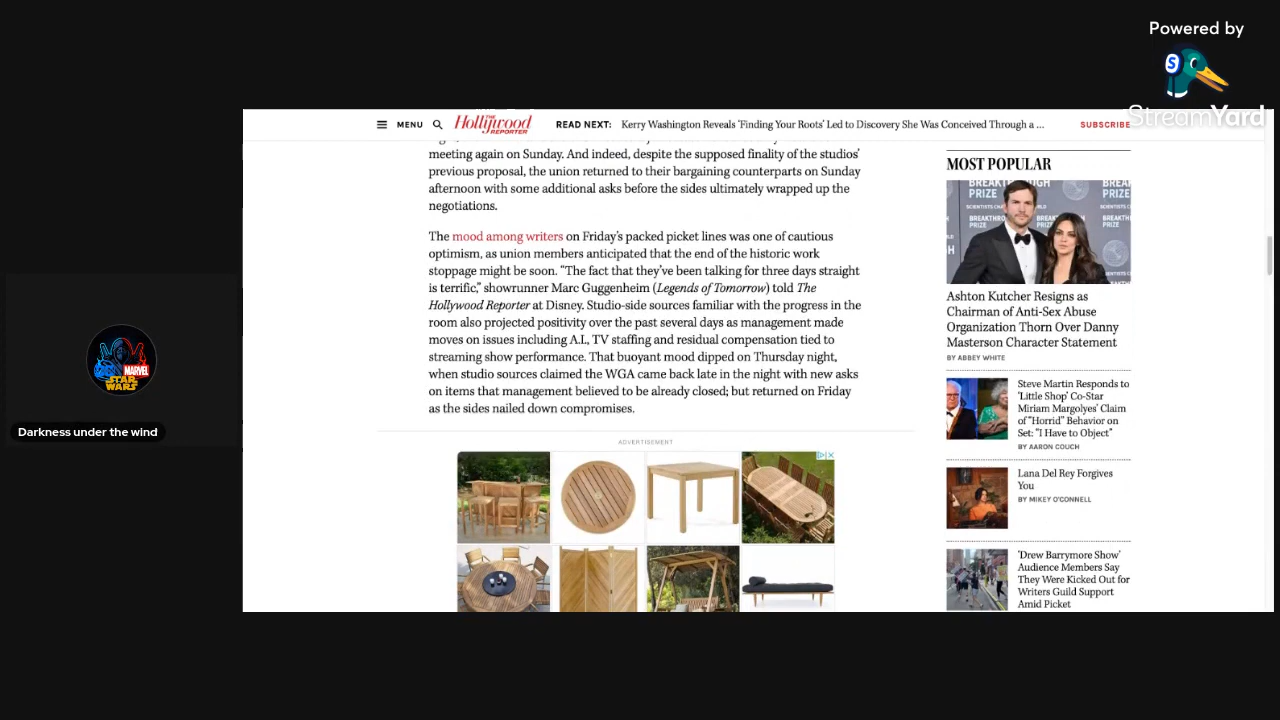 Powered by
S
StreamYard
MENU
THE
Hollywood
REPORTER
READ NEXT: Kerry Washington Reveals ‘Finding Your Roots’ Led to Discovery She Was Conceived Through a ...
SUBSCRIBE
meeting again on Sunday. And indeed, despite the supposed finality of the studios’
previous proposal, the union returned to their bargaining counterparts on Sunday
afternoon with some additional asks before the sides ultimately wrapped up the
negotiations.
The mood among writers on Friday’s packed picket lines was one of cautious
optimism, as union members anticipated that the end of the historic work
stoppage might be soon. “The fact that they’ve been talking for three days straight
is terrific,” showrunner Marc Guggenheim (Legends of Tomorrow) told The
Hollywood Reporter at Disney. Studio-side sources familiar with the progress in the
room also projected positivity over the past several days as management made
moves on issues including A.I., TV staffing and residual compensation tied to
streaming show performance. That buoyant mood dipped on Thursday night,
when studio sources claimed the WGA came back late in the night with new asks
on items that management believed to be already closed; but returned on Friday
as the sides nailed down compromises.
ADVERTISEMENT
MOST POPULAR
BREAKTHROUGH
PRIZE
Ashton Kutcher Resigns as
Chairman of Anti-Sex Abuse
Organization Thorn Over Danny
Masterson Character Statement
BY ABBEY WHITE
Steve Martin Responds to
‘Little Shop’ Co-Star
Miriam Margolyes’ Claim
of “Horrid” Behavior on
Set: “I Have to Object”
BY AARON COUCH
Lana Del Rey Forgives
You
BY MIKEY O'CONNELL
‘Drew Barrymore Show’
Audience Members Say
They Were Kicked Out for
Writers Guild Support
Amid Picket
MARVEL
STAR
WARS
Darkness under the wind